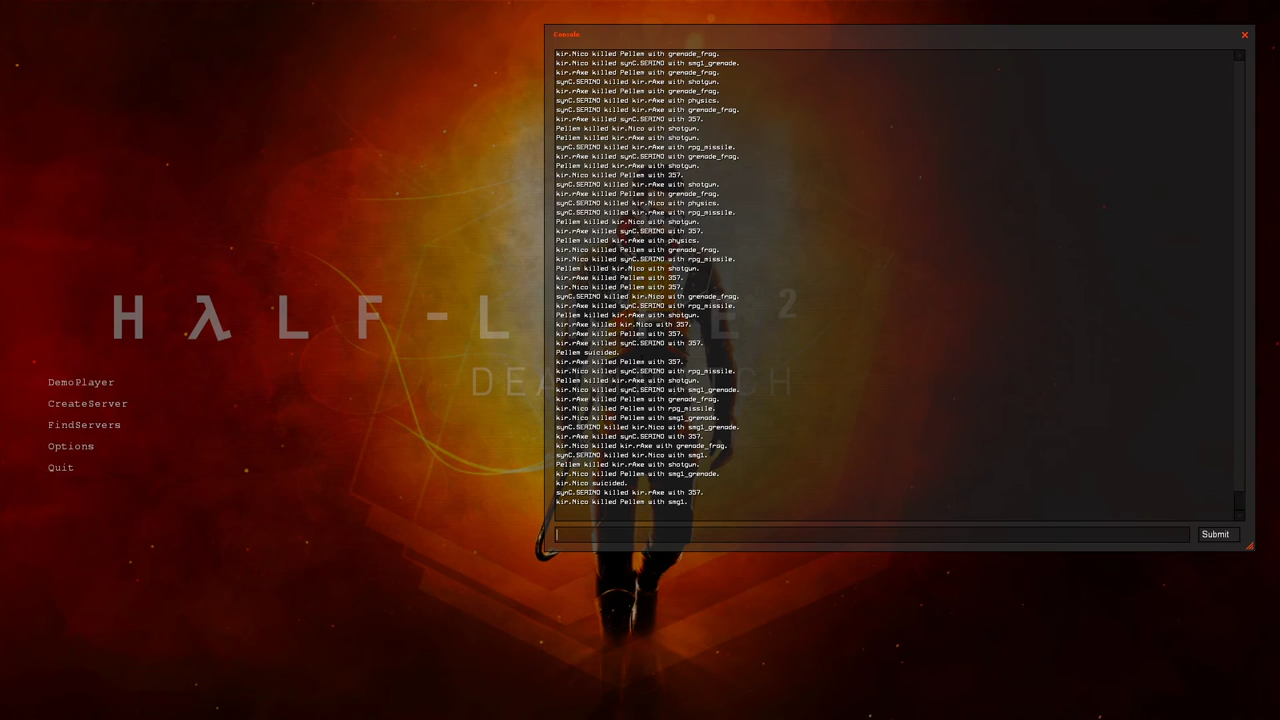 HλLF-L E²
DEA CH
DemoPlayer
CreateServer
FindServers
Options
Quit
Console
kir.Nico killed Pellem with grenade_frag.
kir.Nico killed synC.SERINO with smg1_grenade.
kir.rAxe killed Pellem with grenade_frag.
synC.SERINO killed kir.rAxe with shotgun.
kir.rAxe killed Pellem with grenade_frag.
synC.SERINO killed kir.rAxe with physics.
synC.SERINO killed kir.rAxe with grenade_frag.
kir.rAxe killed synC.SERINO with 357.
Pellem killed kir.Nico with shotgun.
Pellem killed kir.rAxe with shotgun.
synC.SERINO killed kir.rAxe with rpg_missile.
kir.rAxe killed synC.SERINO with grenade_frag.
Pellem killed kir.rAxe with shotgun.
kir.Nico killed Pellem with 357.
synC.SERINO killed kir.rAxe with shotgun.
kir.rAxe killed Pellem with grenade_frag.
synC.SERINO killed kir.Nico with physics.
synC.SERINO killed kir.rAxe with rpg_missile.
Pellem killed kir.Nico with shotgun.
kir.rAxe killed synC.SERINO with 357.
Pellem killed kir.rAxe with physics.
kir.Nico killed Pellem with grenade_frag.
kir.Nico killed synC.SERINO with rpg_missile.
Pellem killed kir.Nico with shotgun.
kir.rAxe killed Pellem with 357.
kir.Nico killed Pellem with 357.
synC.SERINO killed kir.Nico with grenade_frag.
kir.rAxe killed synC.SERINO with rpg_missile.
Pellem killed kir.rAxe with shotgun.
kir.rAxe killed kir.Nico with 357.
kir.rAxe killed Pellem with 357.
kir.rAxe killed synC.SERINO with 357.
Pellem suicided.
kir.rAxe killed Pellem with 357.
kir.Nico killed synC.SERINO with rpg_missile.
Pellem killed kir.rAxe with shotgun.
kir.Nico killed synC.SERINO with smg1_grenade.
kir.rAxe killed Pellem with grenade_frag.
kir.Nico killed Pellem with rpg_missile.
kir.Nico killed Pellem with smg1_grenade.
synC.SERINO killed kir.Nico with smg1_grenade.
kir.rAxe killed synC.SERINO with 357.
kir.Nico killed kir.rAxe with grenade_frag.
synC.SERINO killed kir.Nico with smg1.
Pellem killed kir.rAxe with shotgun.
kir.Nico killed Pellem with smg1_grenade.
kir.Nico suicided.
synC.SERINO killed kir.rAxe with 357.
kir.Nico killed Pellem with smg1.
Submit